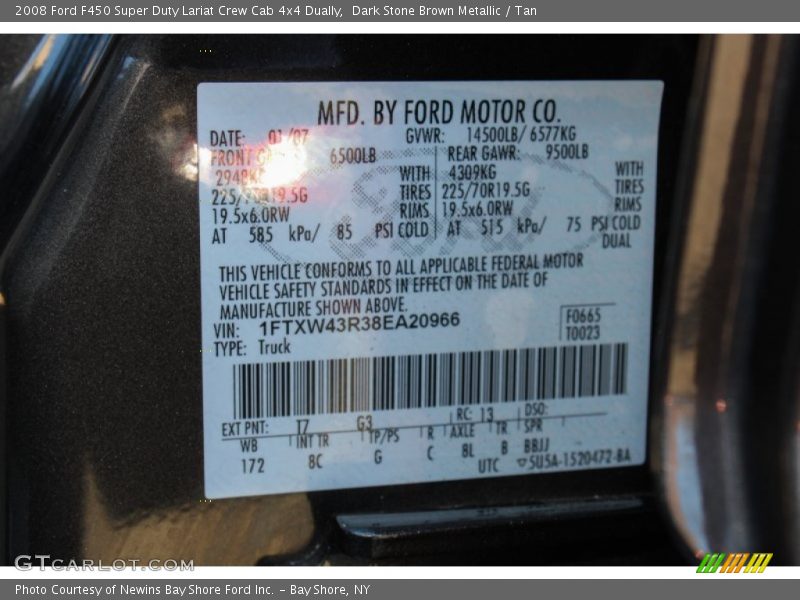 2008 Ford F450 Super Duty Lariat Crew Cab 4x4 Dually, Dark Stone Brown Metallic / Tan
MFD. BY FORD MOTOR CO.
DATE: 01/07 GVWR: 14500LB/ 6577KG
FRONT 6500LB REAR GAWR: 9500LB
2948KG WITH 4309KG WITH
225/70R19.5G TIRES 225/70R19.5G TIRES
19.5x6.0RW RIMS 19.5x6.0RW RIMS
AT 585 kPa/ 85 PSI COLD AT 515 kPa/ 75 PSI COLD
DUAL
THIS VEHICLE CONFORMS TO ALL APPLICABLE FEDERAL MOTOR
VEHICLE SAFETY STANDARDS IN EFFECT ON THE DATE OF
MANUFACTURE SHOWN ABOVE.
VIN: 1FTXW43R38EA20966 F0665
TYPE: Truck T0023
EXT PNT: T7 G3 RC: 13 DSO:
WB INT TR TP/PS R AXLE TR SPR
172 8C G C 8L B BBJJ
UTC SU5A-1520472-BA
GTCARLOT.COM
Photo Courtesy of Newins Bay Shore Ford Inc. - Bay Shore, NY